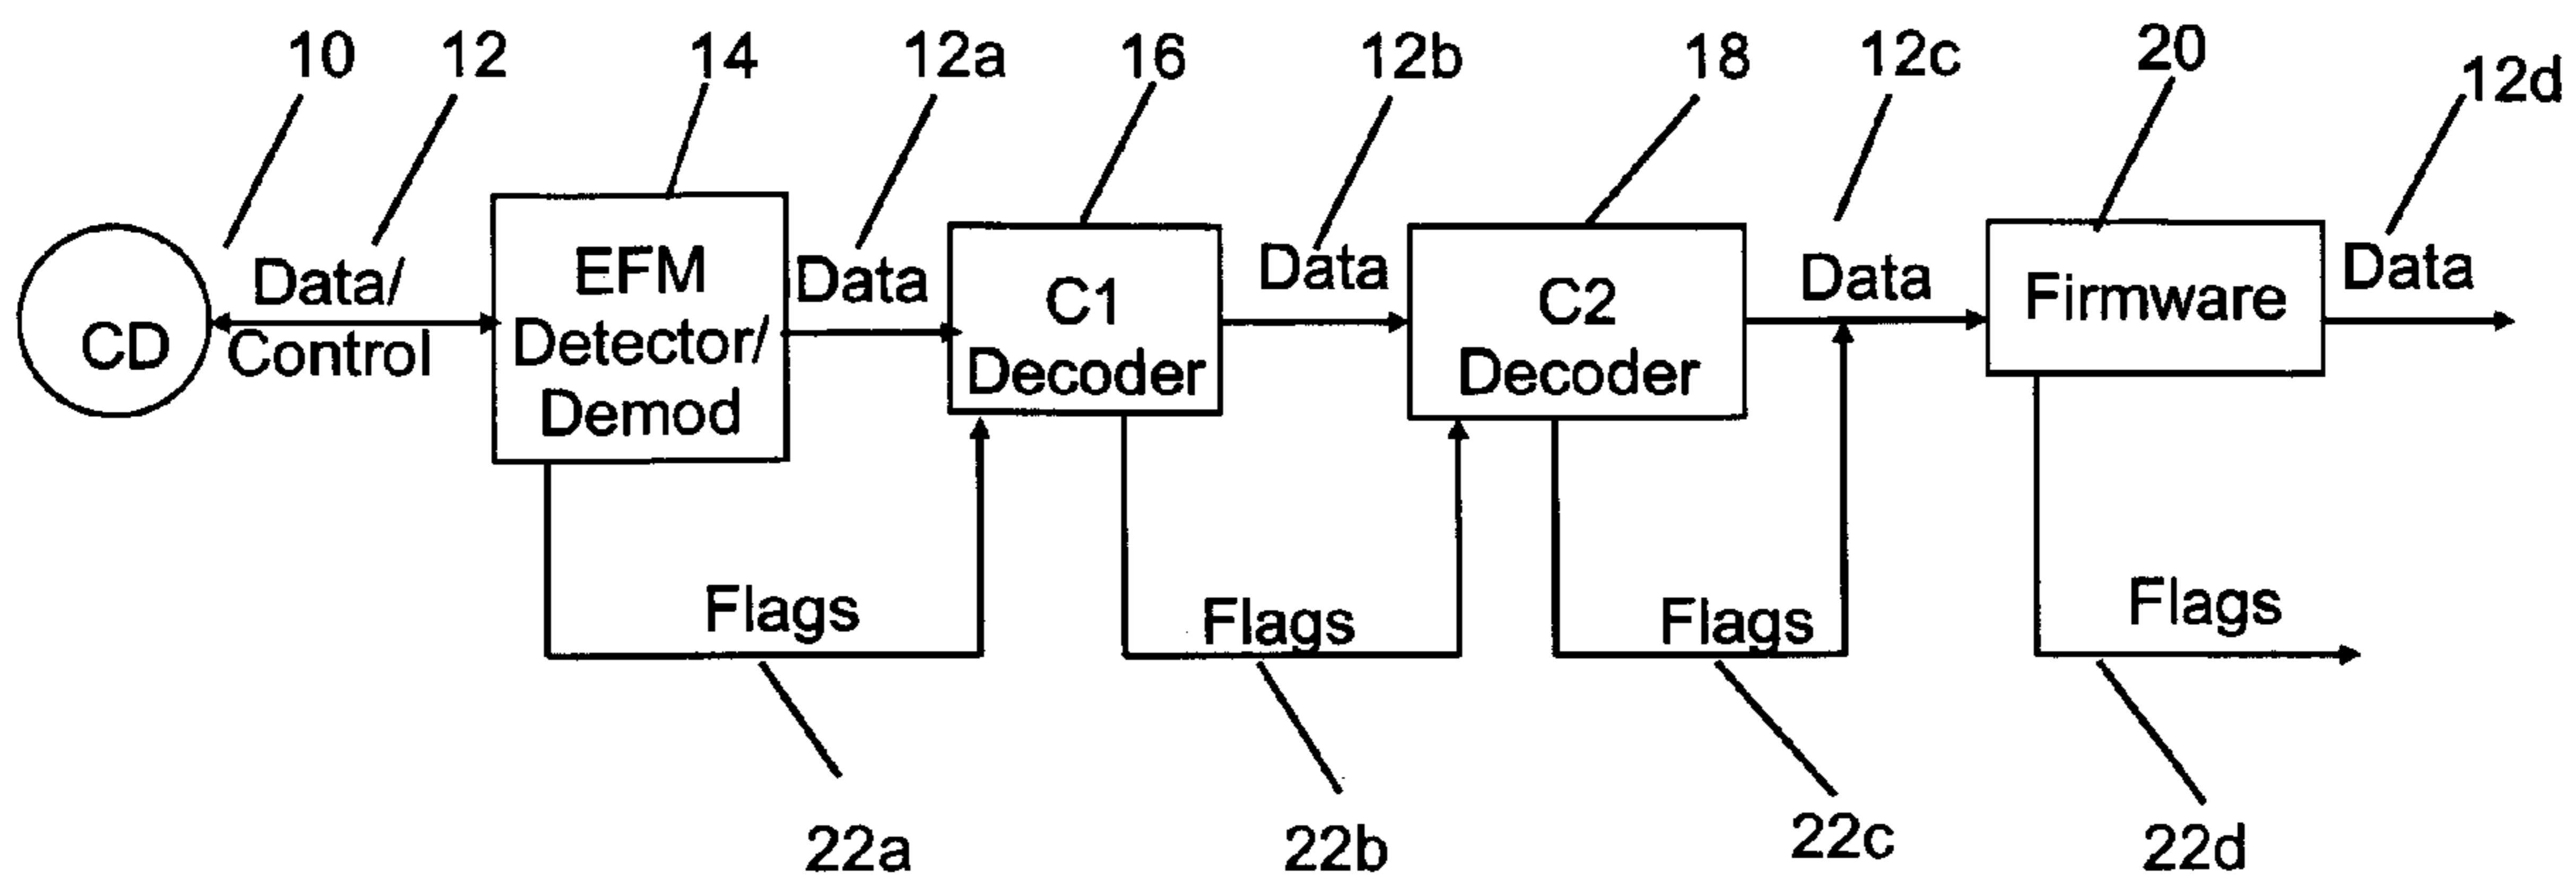 10
12
14
12a
16
12b
18
12c
20
12d
CD
Data/
Control
EFM
Detector/
Demod
Data
C1
Decoder
Data
C2
Decoder
Data
Firmware
Data
Flags
Flags
Flags
Flags
22a
22b
22c
22d